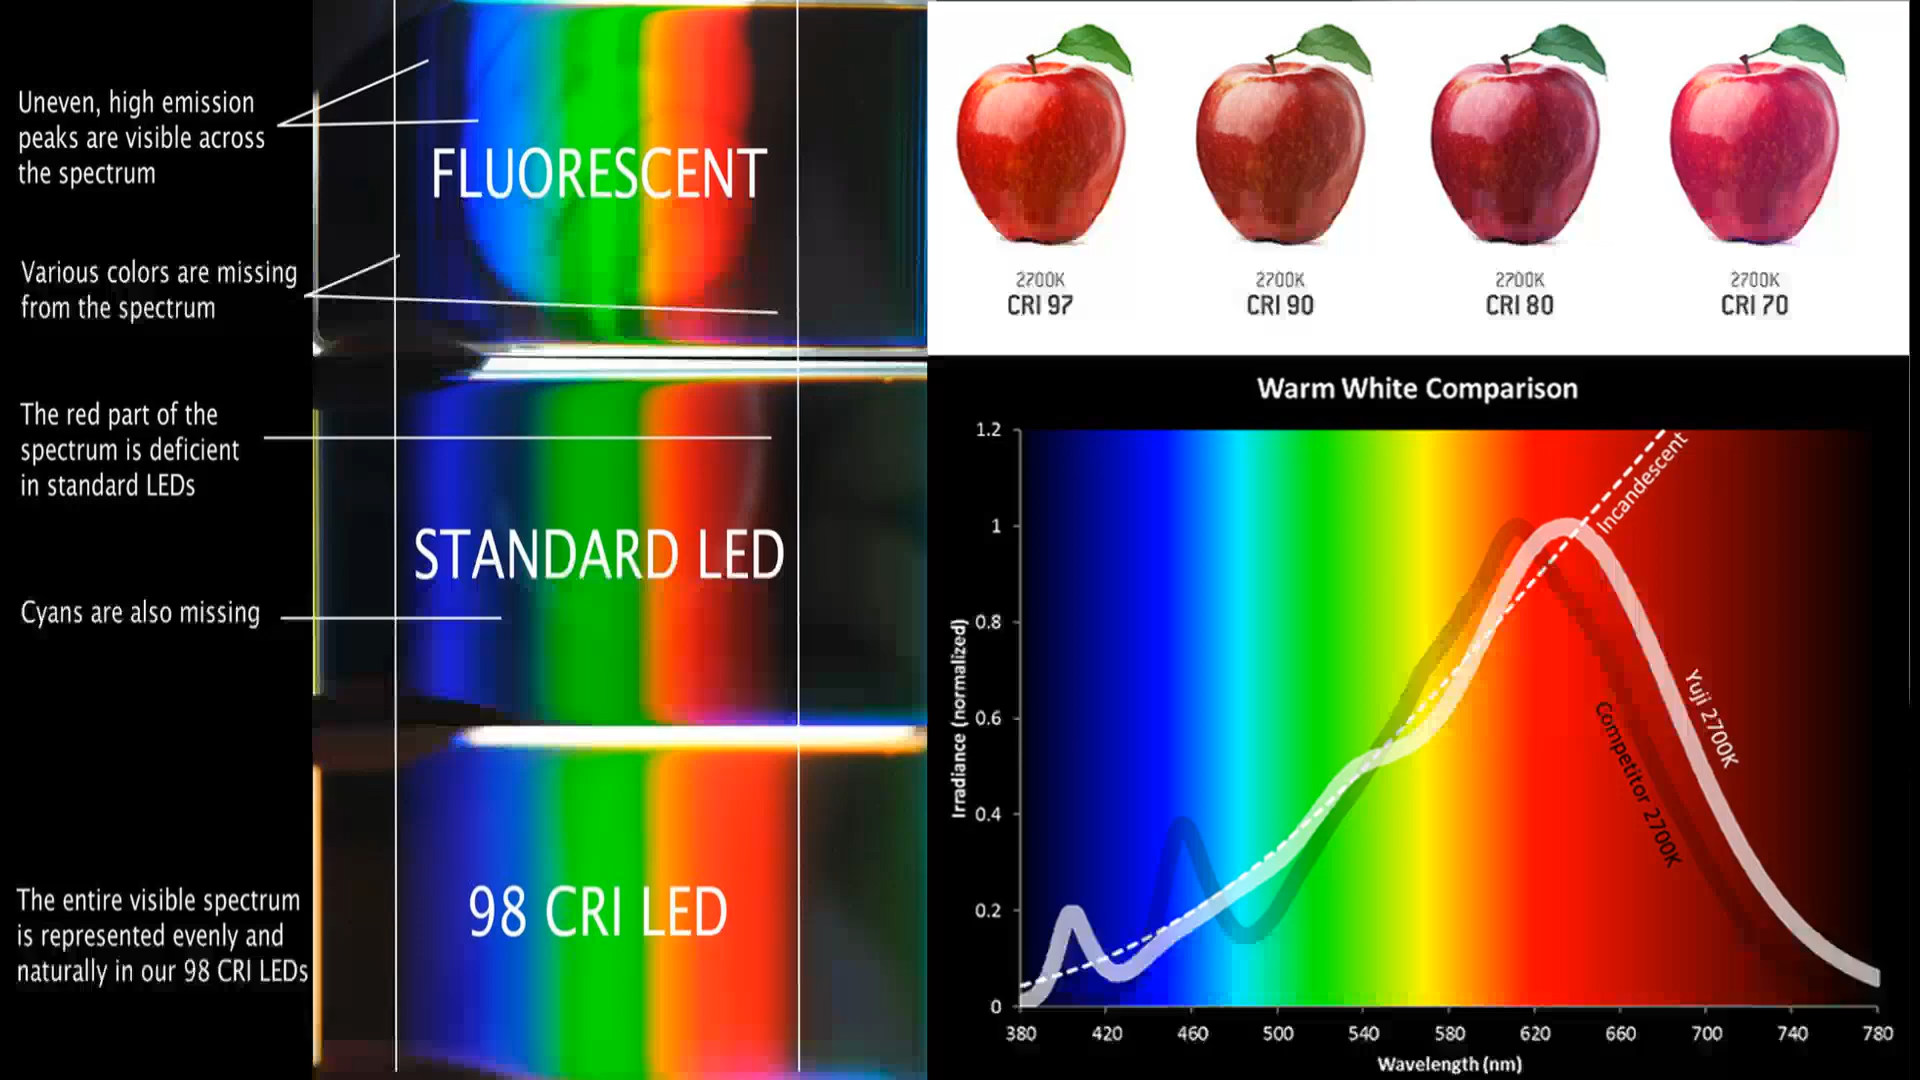 Uneven, high emission
peaks are visible across
the spectrum
FLUORESCENT
Various colors are missing
from the spectrum
The red part of the
spectrum is deficient
in standard LEDs
STANDARD LED
Cyans are also missing
98 CRI LED
The entire visible spectrum
is represented evenly and
naturally in our 98 CRI LEDs
2700K
CRI 97
2700K
CRI 90
2700K
CRI 80
2700K
CRI 70
Warm White Comparison
1.2
1
0.8
0.6
0.4
0.2
0
Irradiance (normalized)
Incandescent
Yuji 2700K
Competitor 2700K
380 420 460 500 540 580 620 660 700 740 780
Wavelength (nm)